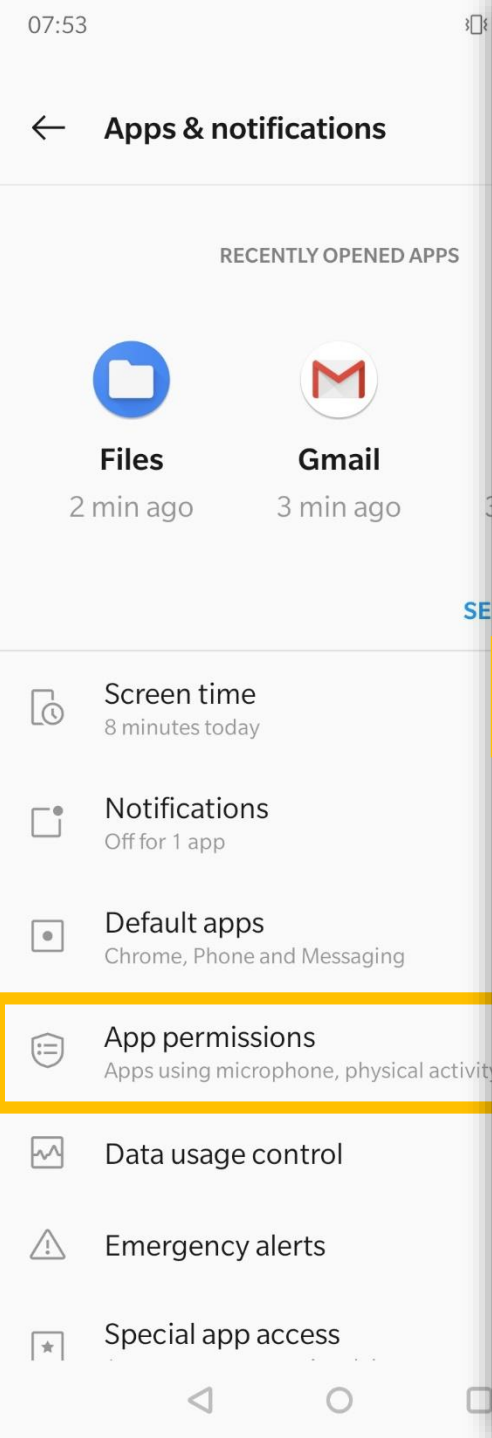 07:53
Apps & notifications
RECENTLY OPENED APPS
Files
Gmail
2 min ago
3 min ago
3
SE
Screen time
8 minutes today
Notifications
Off for 1 app
Default apps
Chrome, Phone and Messaging
App permissions
Apps using microphone, physical activity
Data usage control
Emergency alerts
Special app access